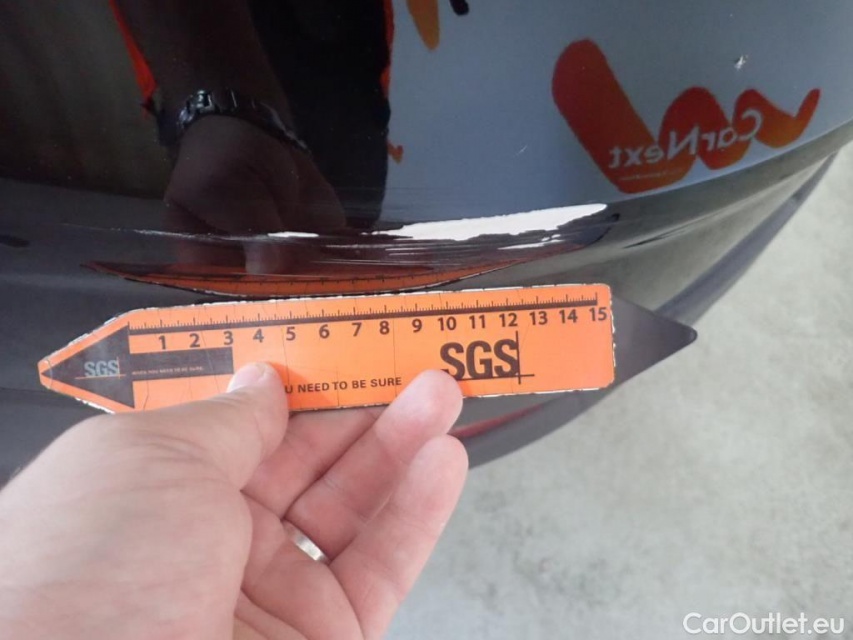 CarNext
1 2 3 4 5 6 7 8 9 10 11 12 13 14 15
SGS
SGS
U NEED TO BE SURE
CarOutlet.eu